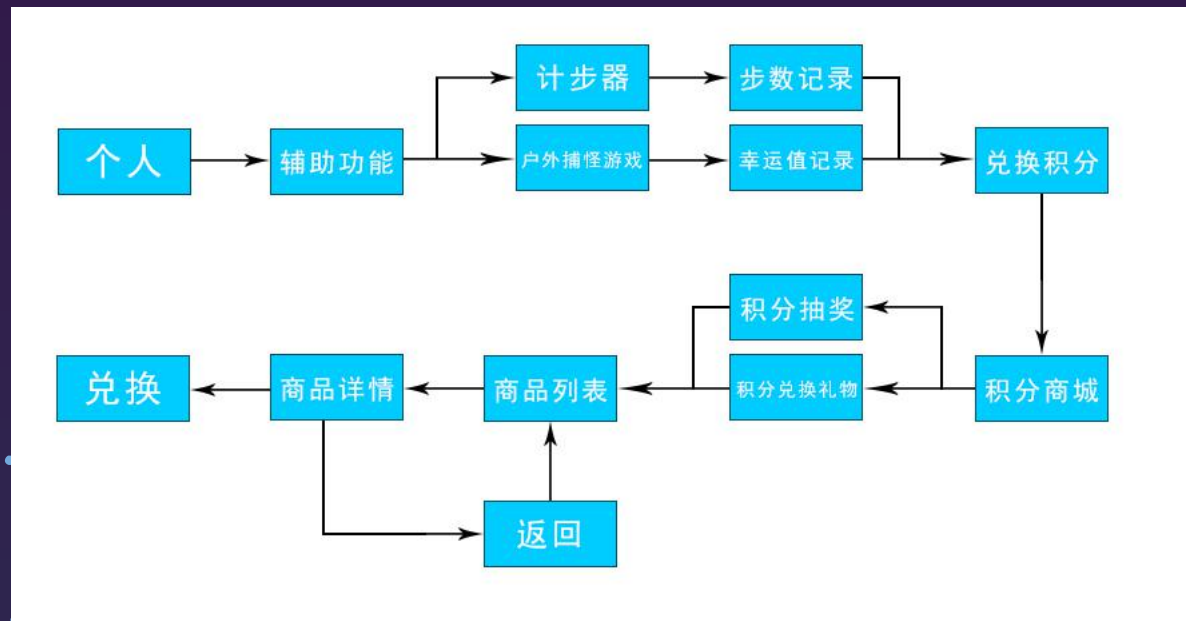 计步器
步数记录
个人
辅助功能
户外捕怪游戏
幸运值记录
兑换积分
积分抽奖
兑换
商品详情
商品列表
积分兑换礼物
积分商城
返回